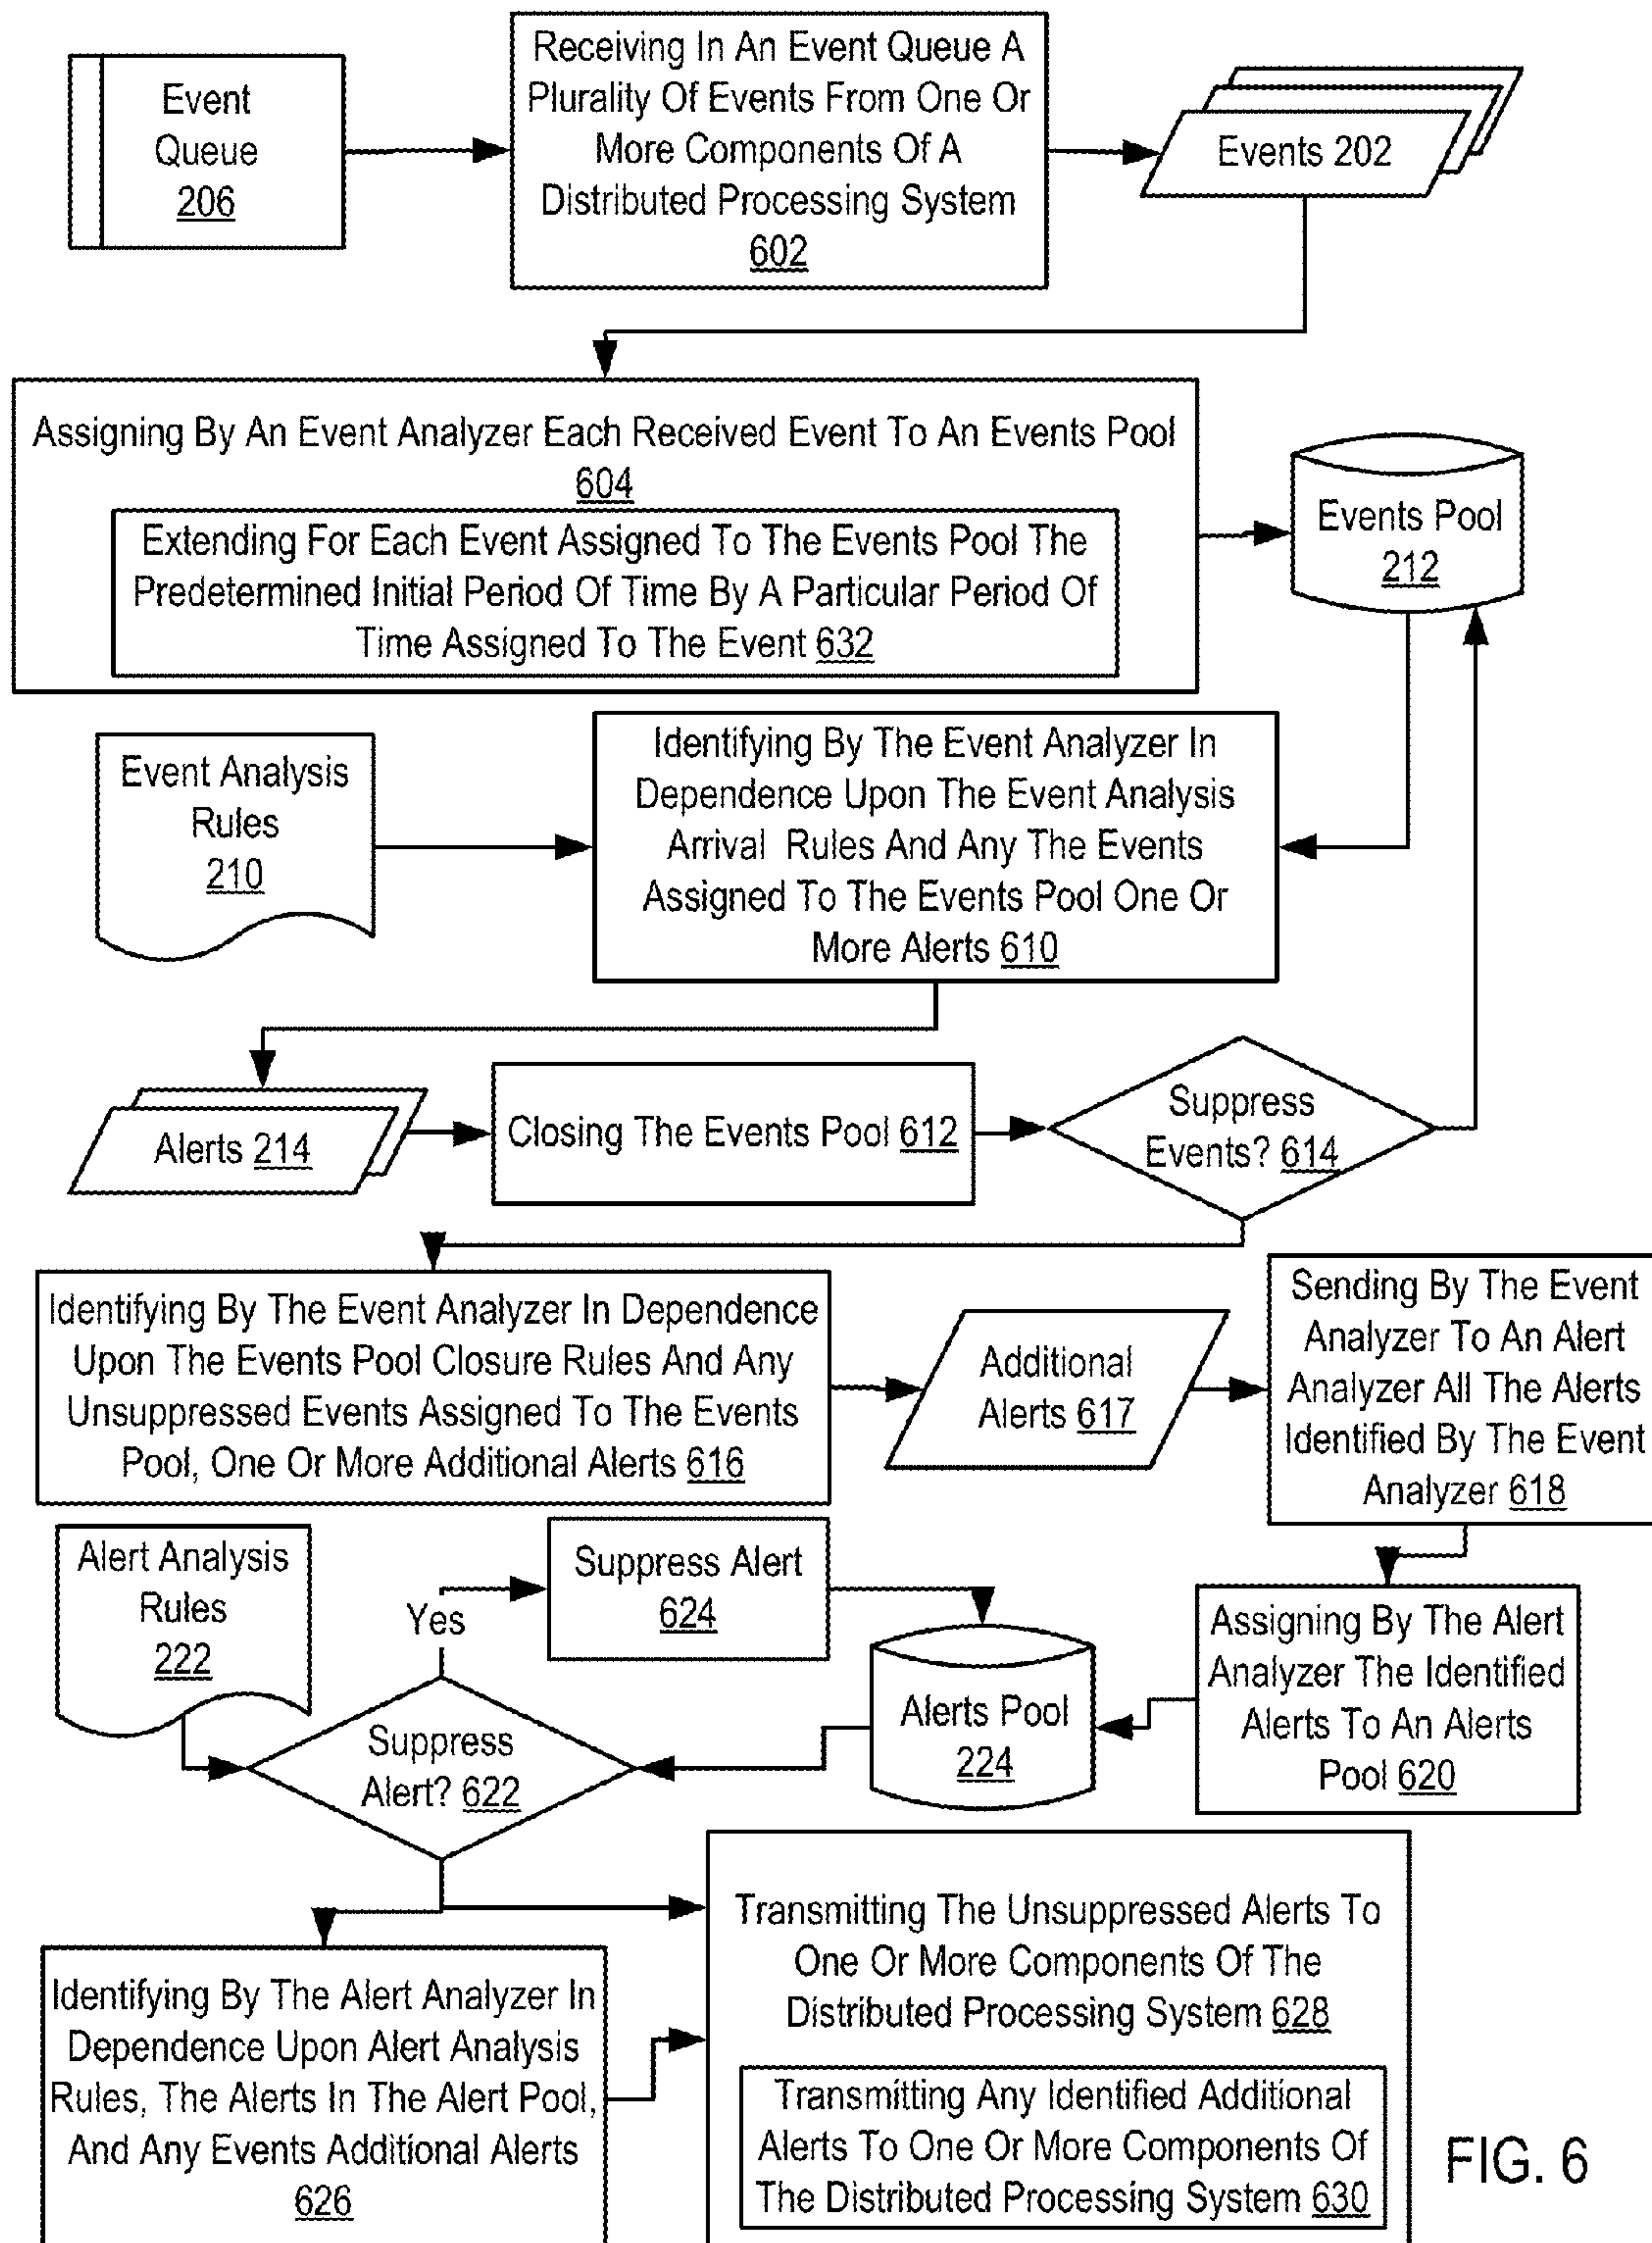 Event
Queue
206
Receiving In An Event Queue A
Plurality Of Events From One Or
More Components Of A
Distributed Processing System
602
Events 202
Assigning By An Event Analyzer Each Received Event To An Events Pool
604
Extending For Each Event Assigned To The Events Pool The
Predetermined Initial Period Of Time By A Particular Period Of
Time Assigned To The Event 632
Events Pool
212
Event Analysis
Rules
210
Identifying By The Event Analyzer In
Dependence Upon The Event Analysis
Arrival Rules And Any The Events
Assigned To The Events Pool One Or
More Alerts 610
Alerts 214
Closing The Events Pool 612
Suppress
Events? 614
Identifying By The Event Analyzer In Dependence
Upon The Events Pool Closure Rules And Any
Unsuppressed Events Assigned To The Events
Pool, One Or More Additional Alerts 616
Additional
Alerts 617
Sending By The Event
Analyzer To An Alert
Analyzer All The Alerts
Identified By The Event
Analyzer 618
Alert Analysis
Rules
222
Yes
Suppress Alert
624
Alerts Pool
224
Assigning By The Alert
Analyzer The Identified
Alerts To An Alerts
Pool 620
Suppress
Alert? 622
Transmitting The Unsuppressed Alerts To
One Or More Components Of The
Distributed Processing System 628
Identifying By The Alert Analyzer In
Dependence Upon Alert Analysis
Rules, The Alerts In The Alert Pool,
And Any Events Additional Alerts
626
Transmitting Any Identified Additional
Alerts To One Or More Components Of
The Distributed Processing System 630
FIG. 6